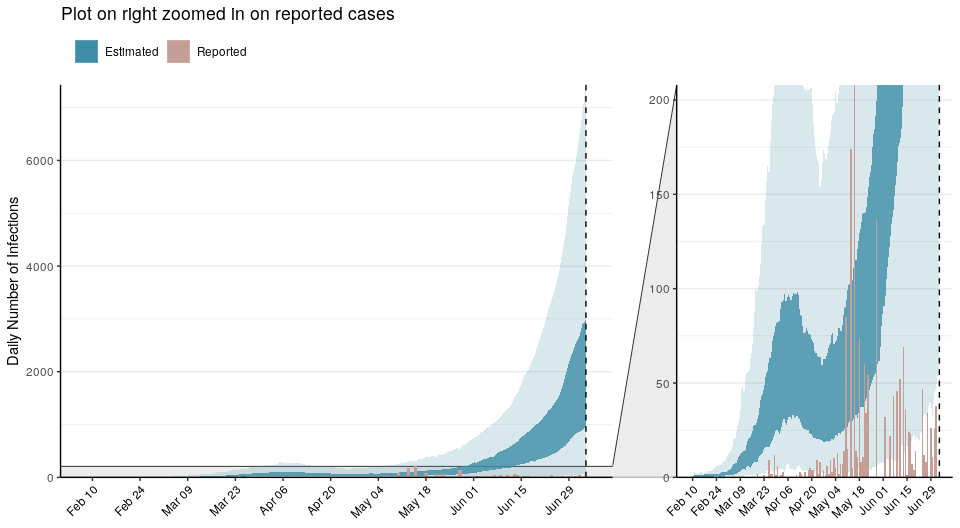 Plot on right zoomed in on reported cases
Estimated Reported
Daily Number of Infections
6000
4000
2000
0
Feb 10 Feb 24 Mar 09 Mar 23 Apr 06 Apr 20 May 04 May 18 Jun 01 Jun 15 Jun 29
200
150
100
50
0
Feb 10 Feb 24 Mar 09 Mar 23 Apr 06 Apr 20 May 04 May 18 Jun 01 Jun 15 Jun 29